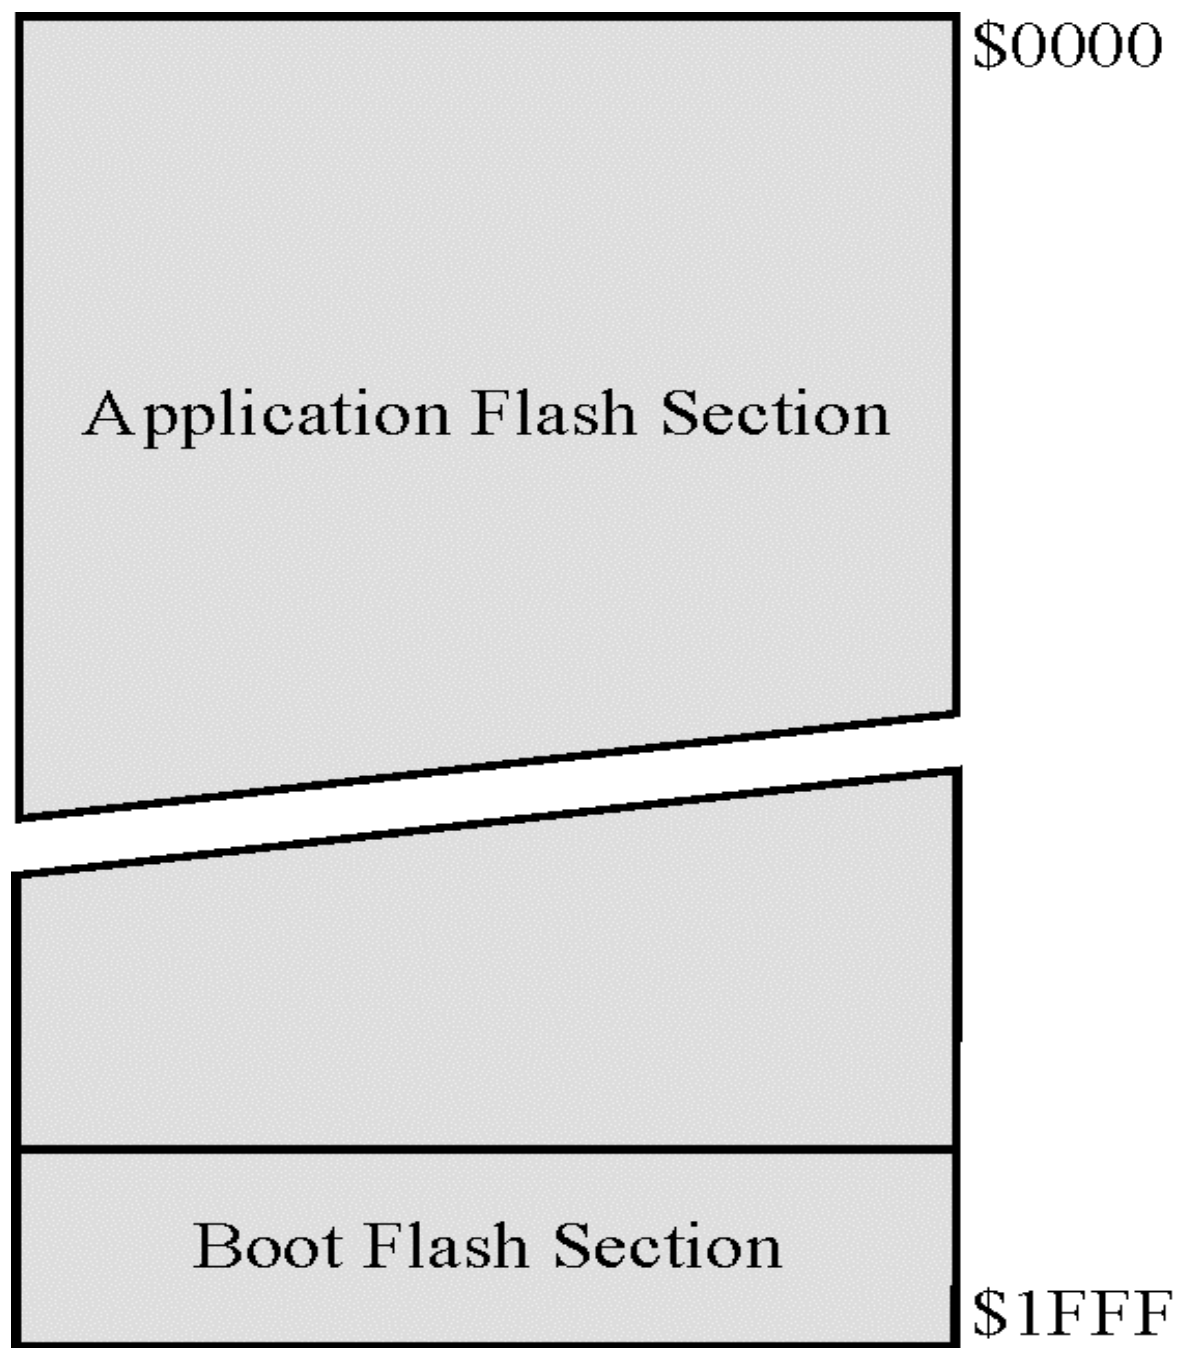 $0000
Application Flash Section
Boot Flash Section
$1FFF